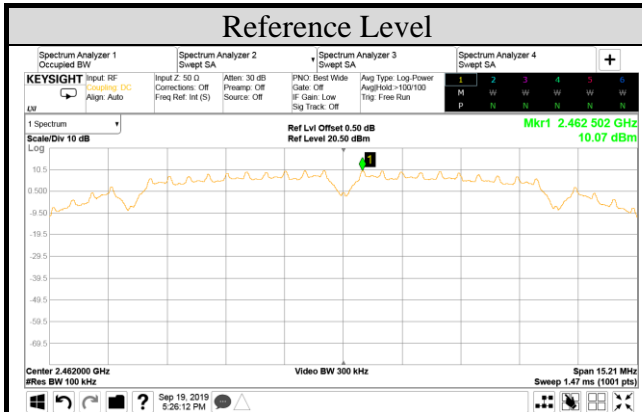 Reference Level
Spectrum Analyzer 1
Occupied BW
Spectrum Analyzer 2
Swept SA
Spectrum Analyzer 3
Swept SA
Spectrum Analyzer 4
Swept SA
+
KEYSIGHT
LXI
Input: RF
Coupling: DC
Align: Auto
Input Z: 50 Ω
Corrections: Off
Freq Ref: Int (S)
Atten: 30 dB
Preamp: Off
Source: Off
PNO: Best Wide
Gate: Off
IF Gain: Low
Sig Track: Off
Avg Type: Log-Power
Avg|Hold:>100/100
Trig: Free Run
1 2 3 4 5 6
M W W W W W
P N N N N N
1 Spectrum
Scale/Div 10 dB
Ref Lvl Offset 0.50 dB
Ref Level 20.50 dBm
Mkr1 2.462 502 GHz
10.07 dBm
Log
1
10.5
0.500
-9.50
-19.5
-29.5
-39.5
-49.5
-59.5
-69.5
Center 2.462000 GHz
#Res BW 100 kHz
Video BW 300 kHz
Span 15.21 MHz
Sweep 1.47 ms (1001 pts)
?
Sep 19, 2019
5:26:12 PM